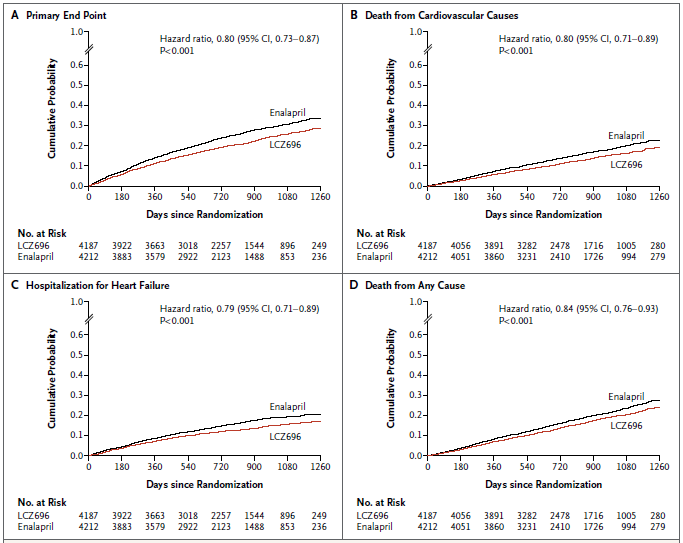 A Primary End Point
Hazard ratio, 0.80 (95% CI, 0.73–0.87)
P<0.001
Cumulative Probability
1.0
0.6
0.5
0.4
0.3
0.2
0.1
0.0
Enalapril
LCZ696
0 180 360 540 720 900 1080 1260
Days since Randomization
No. at Risk
LCZ696 4187 3922 3663 3018 2257 1544 896 249
Enalapril 4212 3883 3579 2922 2123 1488 853 236
B Death from Cardiovascular Causes
Hazard ratio, 0.80 (95% CI, 0.71–0.89)
P<0.001
Cumulative Probability
1.0
0.6
0.5
0.4
0.3
0.2
0.1
0.0
Enalapril
LCZ696
0 180 360 540 720 900 1080 1260
Days since Randomization
No. at Risk
LCZ696 4187 4056 3891 3282 2478 1716 1005 280
Enalapril 4212 4051 3860 3231 2410 1726 994 279
C Hospitalization for Heart Failure
Hazard ratio, 0.79 (95% CI, 0.71–0.89)
P<0.001
Cumulative Probability
1.0
0.6
0.5
0.4
0.3
0.2
0.1
0.0
Enalapril
LCZ696
0 180 360 540 720 900 1080 1260
Days since Randomization
No. at Risk
LCZ696 4187 3922 3663 3018 2257 1544 896 249
Enalapril 4212 3883 3579 2922 2123 1488 853 236
D Death from Any Cause
Hazard ratio, 0.84 (95% CI, 0.76–0.93)
P<0.001
Cumulative Probability
1.0
0.6
0.5
0.4
0.3
0.2
0.1
0.0
Enalapril
LCZ696
0 180 360 540 720 900 1080 1260
Days since Randomization
No. at Risk
LCZ696 4187 4056 3891 3282 2478 1716 1005 280
Enalapril 4212 4051 3860 3231 2410 1726 994 279